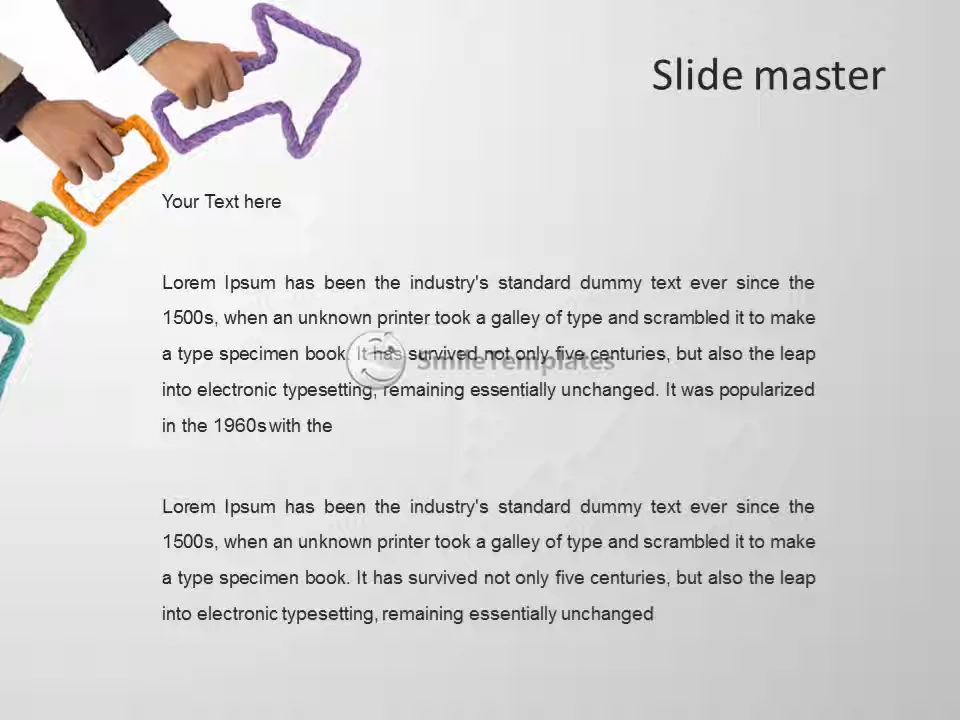 Slide master
Your Text here
Lorem Ipsum has been the industry's standard dummy text ever since the
1500s, when an unknown printer took a galley of type and scrambled it to make
a type specimen book. It has survived not only five centuries, but also the leap
SmileTemplates
into electronic typesetting, remaining essentially unchanged. It was popularized
in the 1960s with the
Lorem Ipsum has been the industry's standard dummy text ever since the
1500s, when an unknown printer took a galley of type and scrambled it to make
a type specimen book. It has survived not only five centuries, but also the leap
into electronic typesetting, remaining essentially unchanged